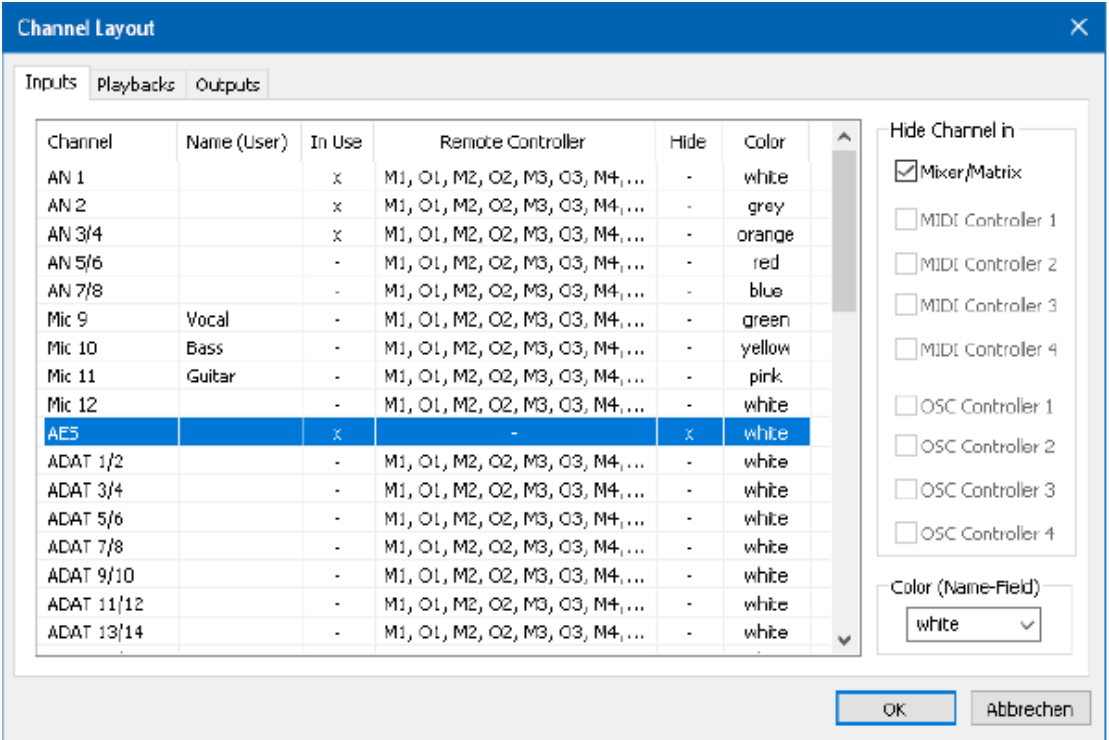 Channel Layout
Inputs Playbacks Outputs
Channel Name (User) In Use Remote Controller Hide Color
AN 1 x M1, O1, M2, O2, M3, O3, M4, ... - white
AN 2 x M1, O1, M2, O2, M3, O3, M4, ... - grey
AN 3/4 x M1, O1, M2, O2, M3, O3, M4, ... - orange
AN 5/6 - M1, O1, M2, O2, M3, O3, M4, ... - red
AN 7/8 - M1, O1, M2, O2, M3, O3, M4, ... - blue
Mic 9 Vocal - M1, O1, M2, O2, M3, O3, M4, ... - green
Mic 10 Bass - M1, O1, M2, O2, M3, O3, M4, ... - yellow
Mic 11 Guitar - M1, O1, M2, O2, M3, O3, M4, ... - pink
Mic 12 - M1, O1, M2, O2, M3, O3, M4, ... - white
AES x - x white
ADAT 1/2 - M1, O1, M2, O2, M3, O3, M4, ... - white
ADAT 3/4 - M1, O1, M2, O2, M3, O3, M4, ... - white
ADAT 5/6 - M1, O1, M2, O2, M3, O3, M4, ... - white
ADAT 7/8 - M1, O1, M2, O2, M3, O3, M4, ... - white
ADAT 9/10 - M1, O1, M2, O2, M3, O3, M4, ... - white
ADAT 11/12 - M1, O1, M2, O2, M3, O3, M4, ... - white
ADAT 13/14 - M1, O1, M2, O2, M3, O3, M4, ... - white
Hide Channel in
Mixer/Matrix
MIDI Controller 1
MIDI Controller 2
MIDI Controller 3
MIDI Controller 4
OSC Controller 1
OSC Controller 2
OSC Controller 3
OSC Controller 4
Color (Name-Field)
white
OK Abbrechen